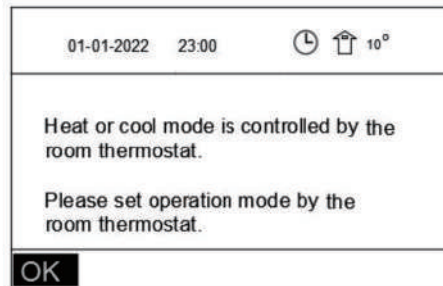 01-01-2022 23:00 10°
Heat or cool mode is controlled by the
room thermostat.
Please set operation mode by the
room thermostat.
OK